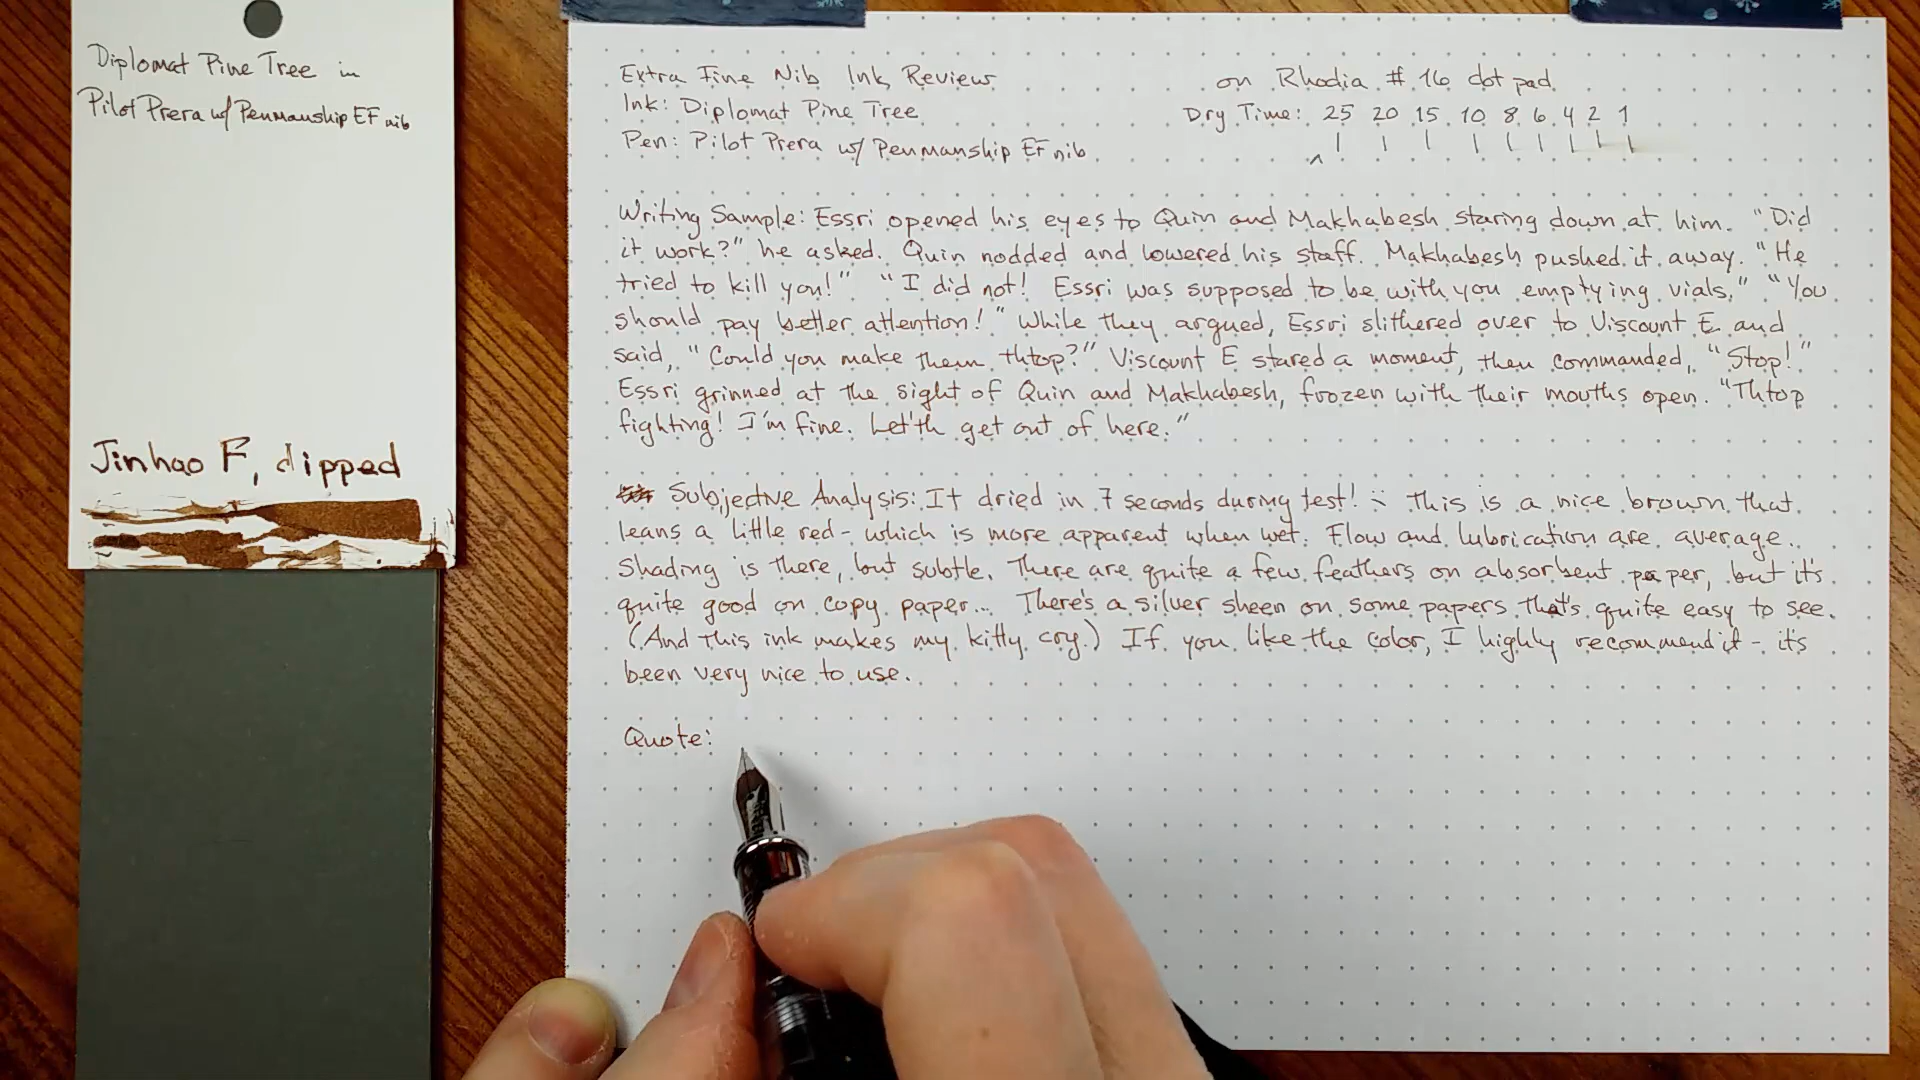 Diplomat Pine Tree in
Pilot Prera w/ Penmanship EF nib
Jinhao F, dipped
Extra Fine Nib Ink Review
on Rhodia # 16 dot pad
Ink: Diplomat Pine Tree
Dry Time: 25 20 15 10 8 6 4 2 1
Pen: Pilot Prera w/ Penmanship EF nib
Writing Sample: Essri opened his eyes to Quin and Makhabesh staring down at him. "Did
it work?" he asked. Quin nodded and lowered his staff. Makhabesh pushed it away. "He
tried to kill you!" "I did not! Essri was supposed to be with you emptying vials." "You
should pay better attention!" While they argued, Essri slithered over to Viscount E and
said, "Could you make them thtop?" Viscount E stared a moment, then commanded, "Stop!"
Essri grinned at the sight of Quin and Makhabesh, frozen with their mouths open. "Thtop
fighting! I'm fine. Let'th get out of here."
Subjective Analysis: It dried in 7 seconds during test! :) This is a nice brown that
leans a little red - which is more apparent when wet. Flow and lubrication are average.
Shading is there, but subtle. There are quite a few feathers on absorbent paper, but it's
quite good on copy paper... There's a silver sheen on some papers that's quite easy to see.
(And this ink makes my kitty cry.) If you like the color, I highly recommend it - it's
been very nice to use.
Quote: